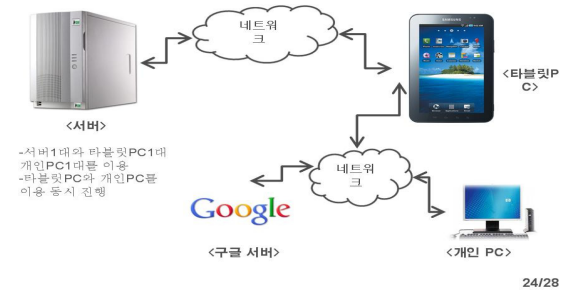 네트워
크
SAMSUNG
<타블릿P
C>
<서버>
-서버1대와 타블릿PC1대
개인PC1대를 이용
-타블릿PC와 개인PC를
이용 동시 진행
네트워
크
Google
<구글 서버>
<개인 PC>
24/28